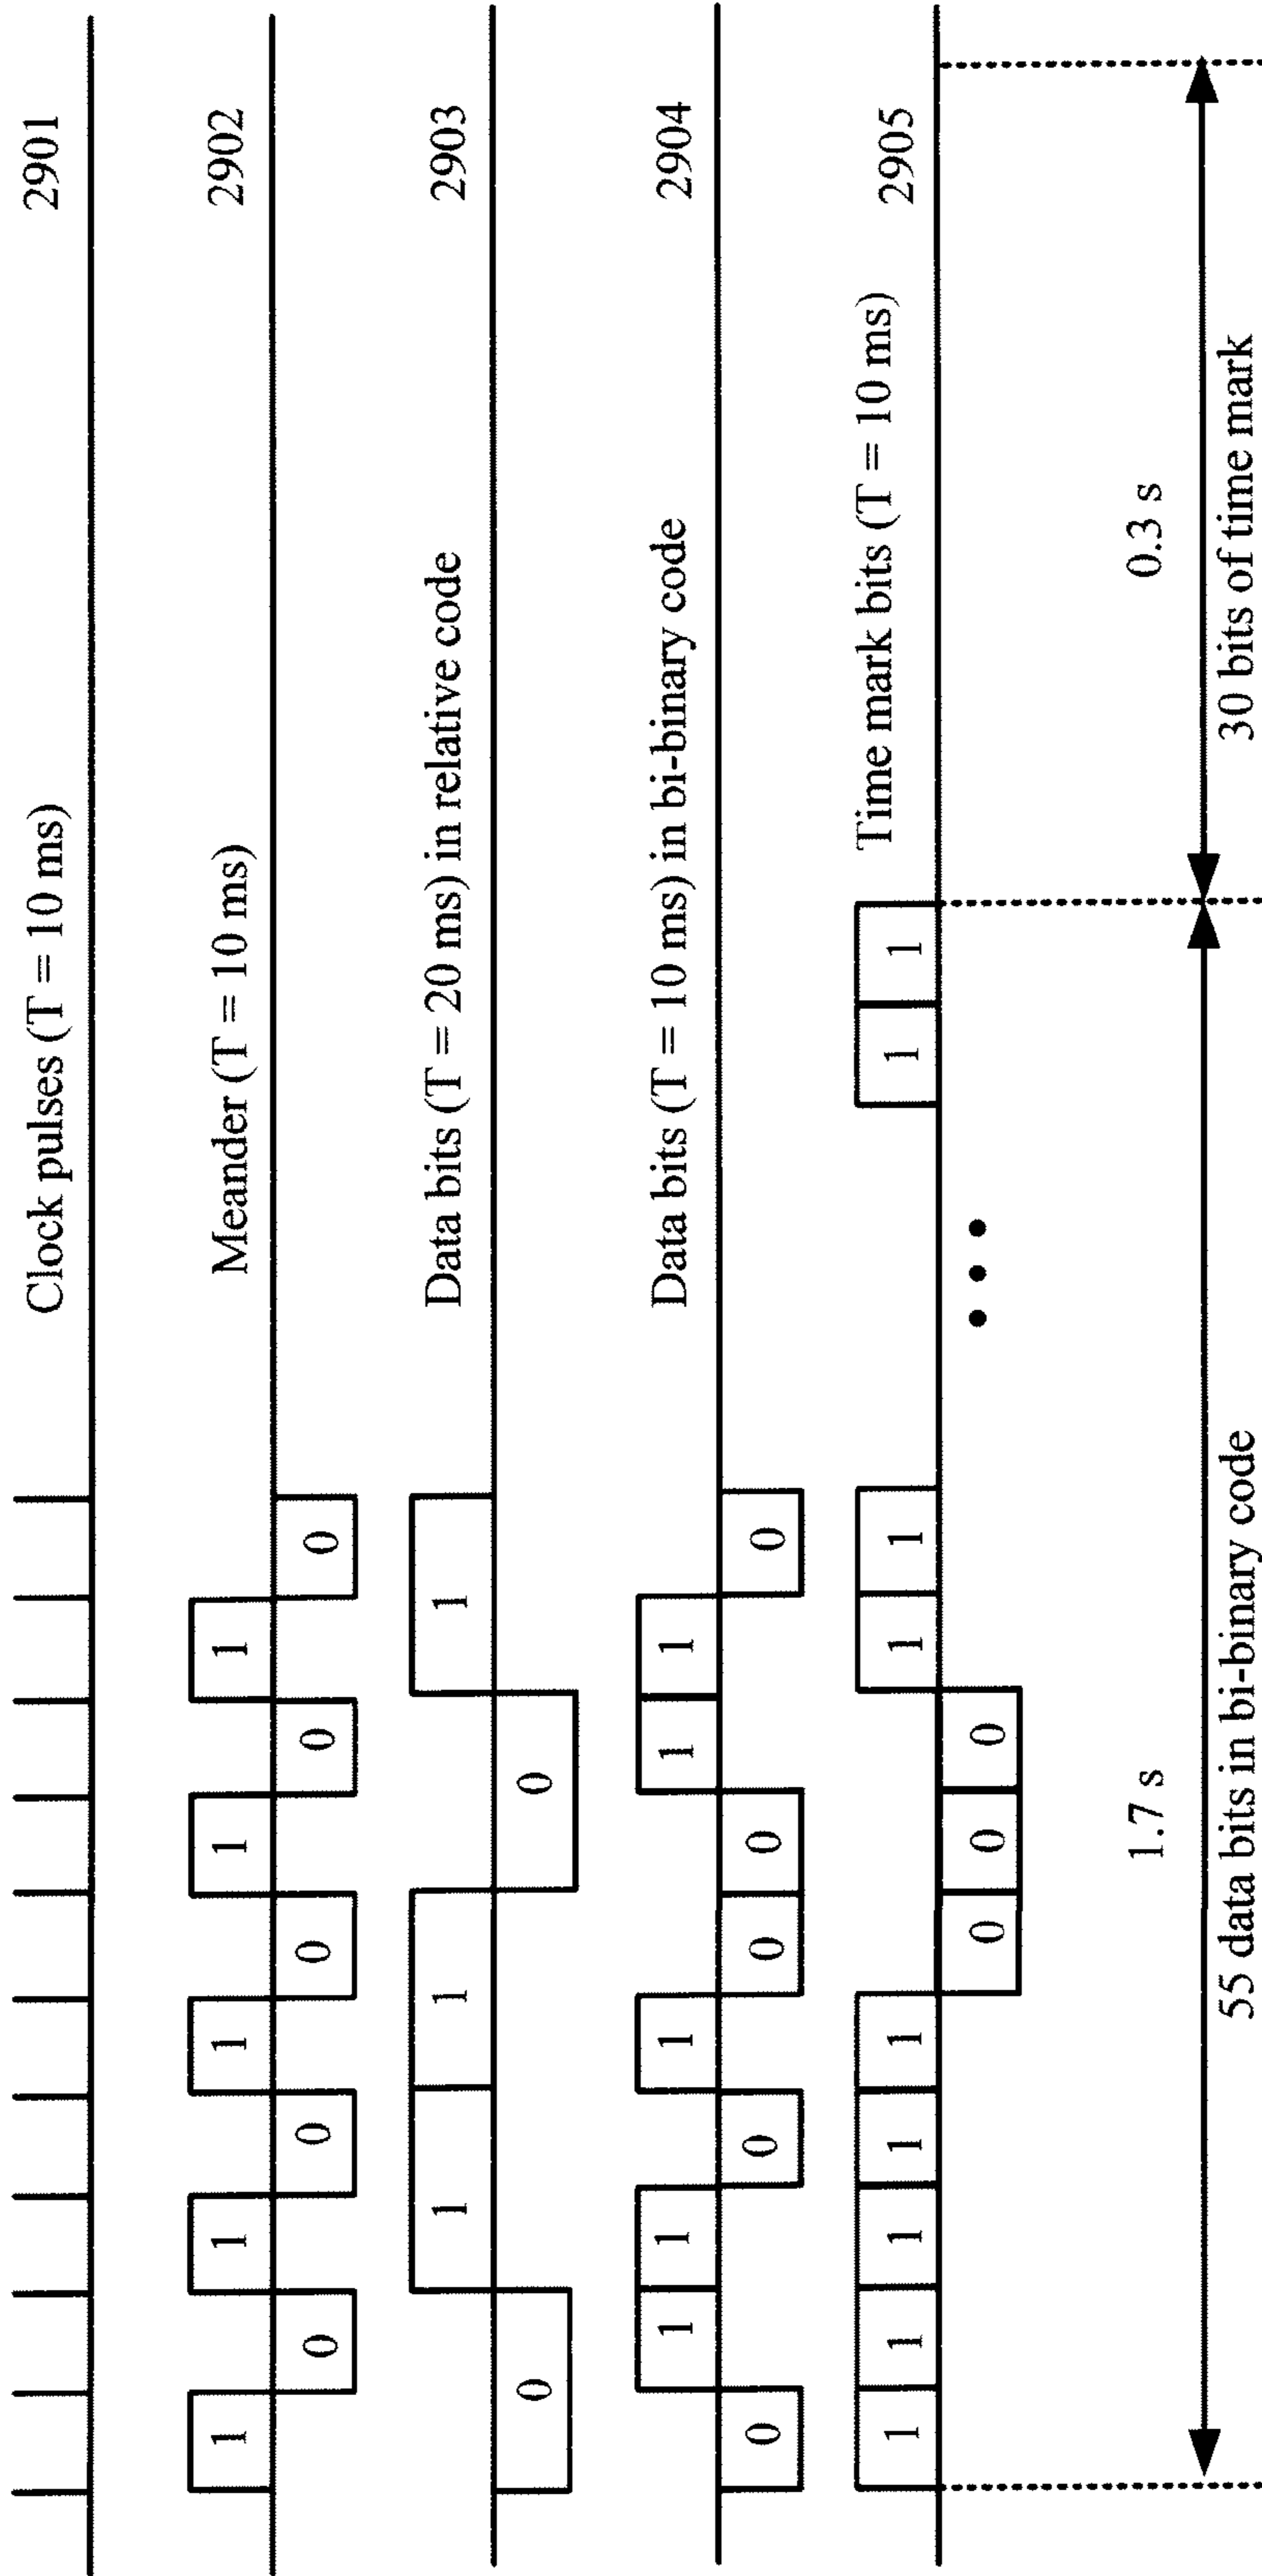 Clock pulses (T = 10 ms) 2901
Meander (T = 10 ms) 2902
1 0 1 0 1 0 1 0 1 0
Data bits (T = 20 ms) in relative code 2903
0 1 1 0 1
Data bits (T = 10 ms) in bi-binary code 2904
0 1 1 0 1 0 0 1 1 0
Time mark bits (T = 10 ms) 2905
1 1 1 1 1 0 0 0 1 1 • • • 1 1
1.7 s 0.3 s
55 data bits in bi-binary code 30 bits of time mark